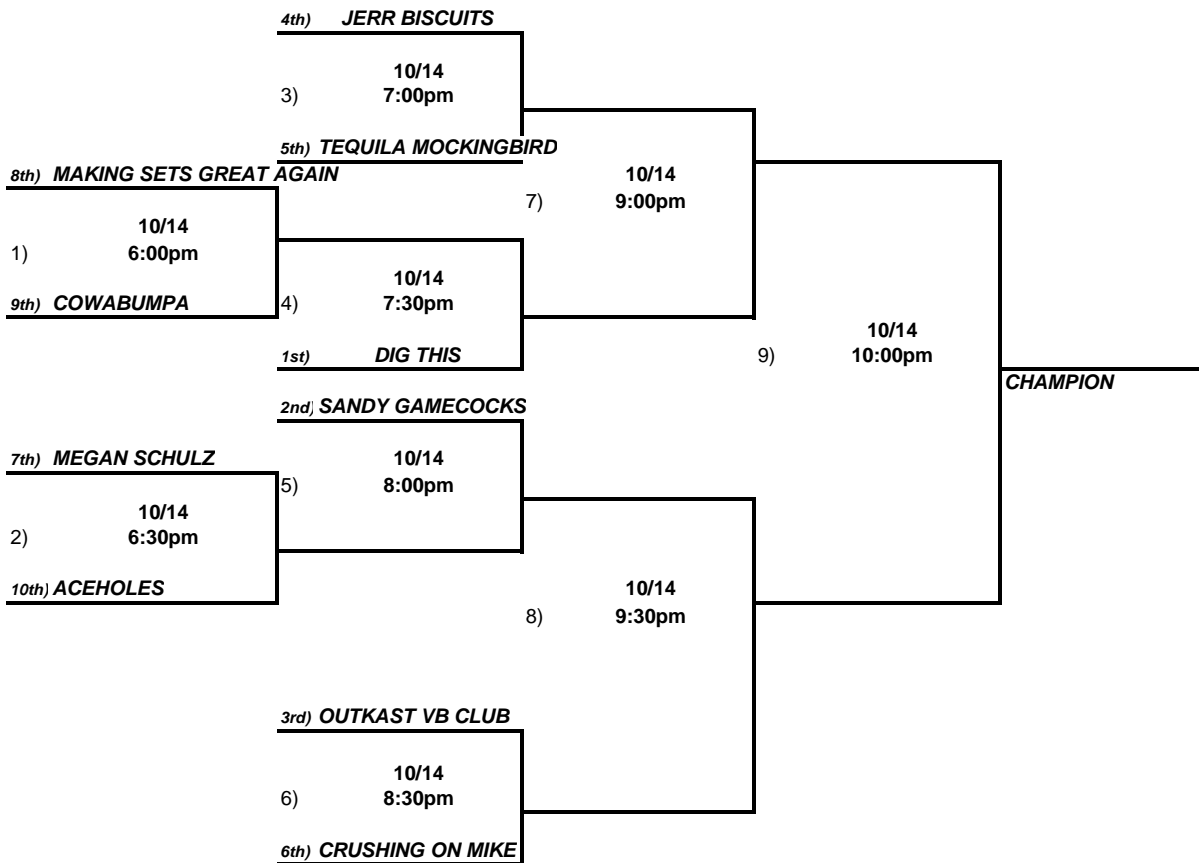 4th) JERR BISCUITS
10/14
3) 7:00pm
5th) TEQUILA MOCKINGBIRD
8th) MAKING SETS GREAT AGAIN
10/14
7) 9:00pm
10/14
1) 6:00pm
10/14
9th) COWABUMPA
4) 7:30pm
10/14
1st) DIG THIS
9) 10:00pm
CHAMPION
2nd) SANDY GAMECOCKS
7th) MEGAN SCHULZ
10/14
5) 8:00pm
10/14
2) 6:30pm
10th) ACEHOLES
10/14
8) 9:30pm
3rd) OUTKAST VB CLUB
10/14
6) 8:30pm
6th) CRUSHING ON MIKE